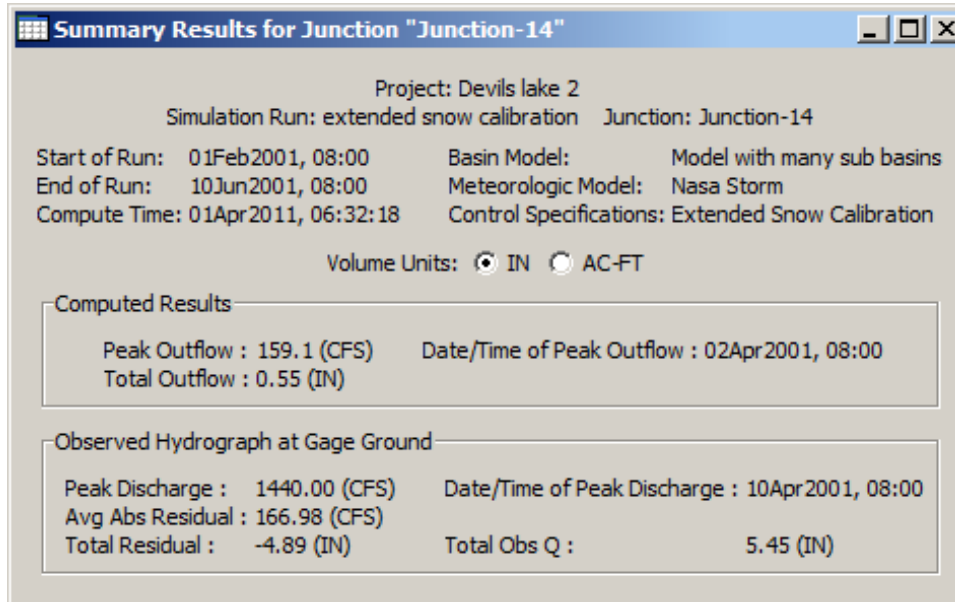 Summary Results for Junction "Junction-14"
Project: Devils lake 2
Simulation Run: extended snow calibration Junction: Junction-14
Start of Run: 01Feb2001, 08:00 Basin Model: Model with many sub basins
End of Run: 10Jun2001, 08:00 Meteorologic Model: Nasa Storm
Compute Time: 01Apr2011, 06:32:18 Control Specifications: Extended Snow Calibration
Volume Units: IN AC-FT
Computed Results
Peak Outflow : 159.1 (CFS) Date/Time of Peak Outflow : 02Apr2001, 08:00
Total Outflow : 0.55 (IN)
Observed Hydrograph at Gage Ground
Peak Discharge : 1440.00 (CFS) Date/Time of Peak Discharge : 10Apr2001, 08:00
Avg Abs Residual : 166.98 (CFS)
Total Residual : -4.89 (IN) Total Obs Q : 5.45 (IN)